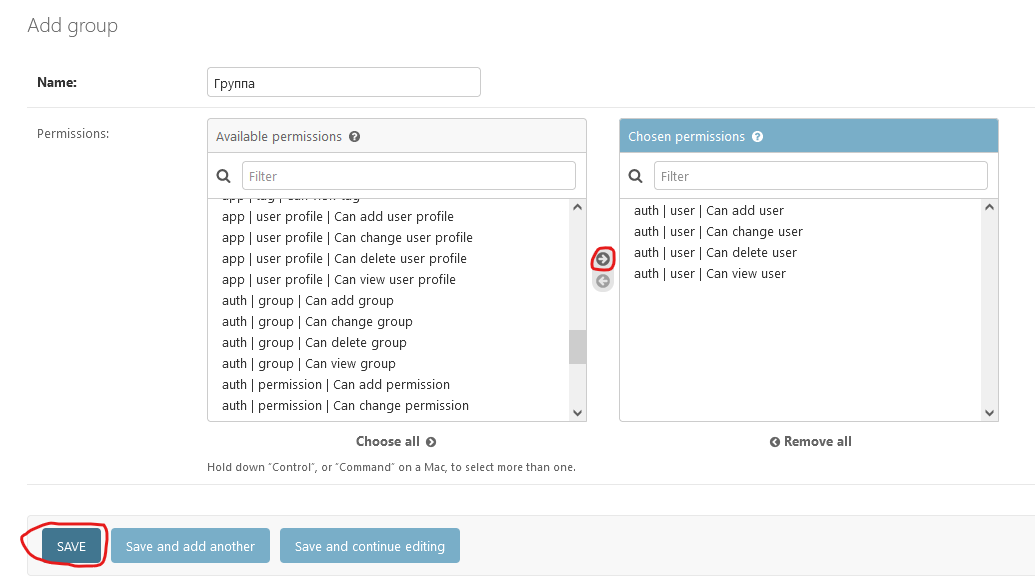 Add group
Name:
Группа
Permissions:
Available permissions
Filter
app | tag | Can view tag
app | user profile | Can add user profile
app | user profile | Can change user profile
app | user profile | Can delete user profile
app | user profile | Can view user profile
auth | group | Can add group
auth | group | Can change group
auth | group | Can delete group
auth | group | Can view group
auth | permission | Can add permission
auth | permission | Can change permission
Choose all
Hold down “Control”, or “Command” on a Mac, to select more than one.
Chosen permissions
Filter
auth | user | Can add user
auth | user | Can change user
auth | user | Can delete user
auth | user | Can view user
Remove all
SAVE
Save and add another
Save and continue editing